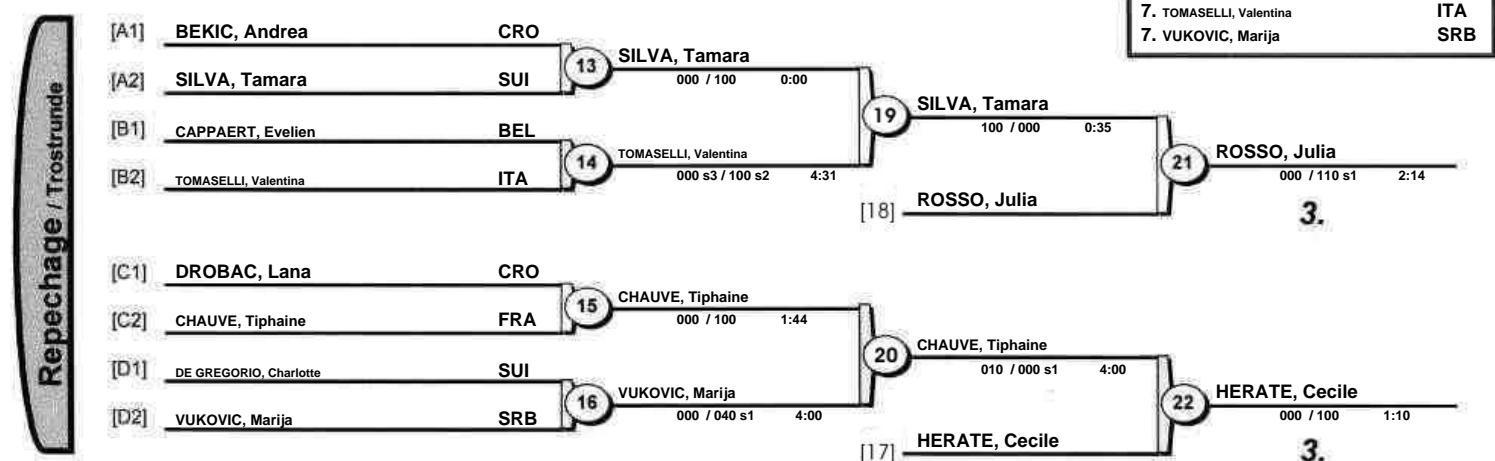 7. TOMASELLI, Valentina ITA
7. VUKOVIC, Marija SRB
Repechage / Trostrunde
[A1] BEKIC, Andrea CRO
13 SILVA, Tamara
000 / 100 0:00
[A2] SILVA, Tamara SUI
19 SILVA, Tamara
100 / 000 0:35
[B1] CAPPAERT, Evelien BEL
14 TOMASELLI, Valentina
000 s3 / 100 s2 4:31
[B2] TOMASELLI, Valentina ITA
21 ROSSO, Julia
000 / 110 s1 2:14
[18] ROSSO, Julia
3.
[C1] DROBAC, Lana CRO
15 CHAUVE, Tiphaine
000 / 100 1:44
[C2] CHAUVE, Tiphaine FRA
20 CHAUVE, Tiphaine
010 / 000 s1 4:00
[D1] DE GREGORIO, Charlotte SUI
16 VUKOVIC, Marija
000 / 040 s1 4:00
[D2] VUKOVIC, Marija SRB
22 HERATE, Cecile
000 / 100 1:10
[17] HERATE, Cecile
3.